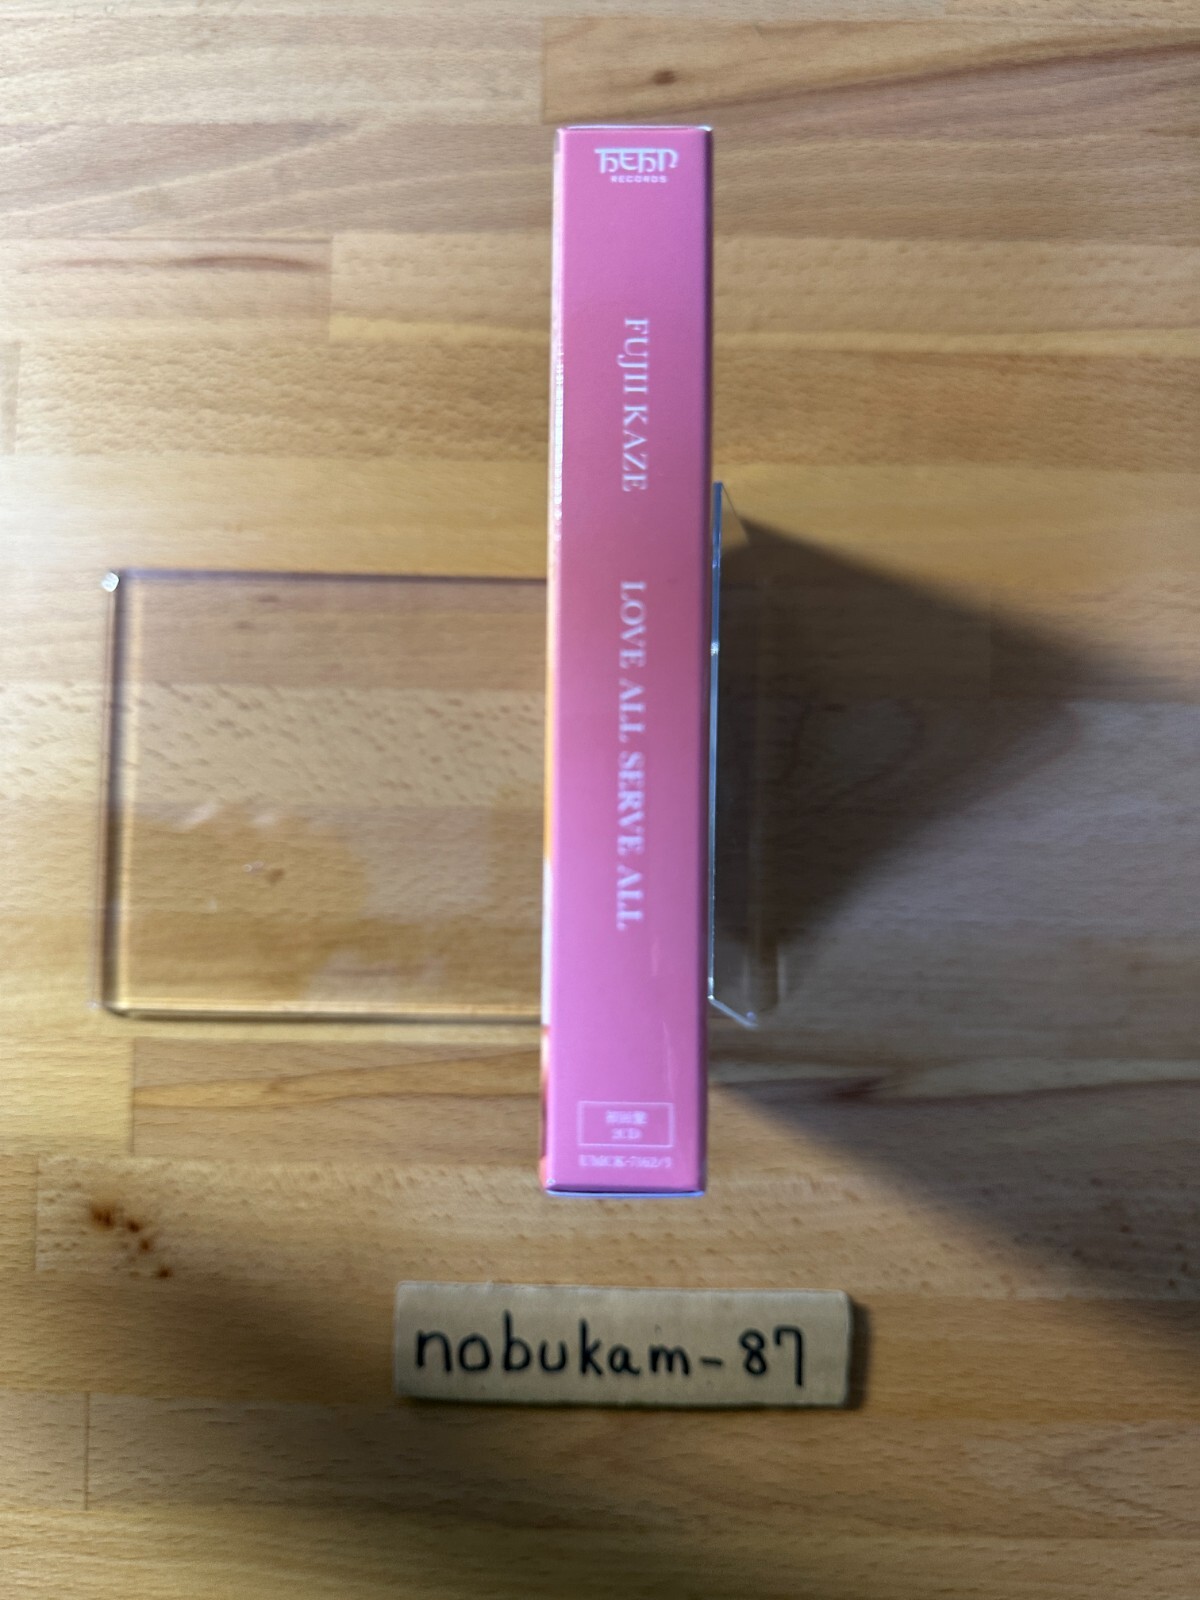 HEHN
RECORDS
FUJII KAZE
LOVE ALL SERVE ALL
初回盤
2CD
UMCK-7162/3
nobukam-87